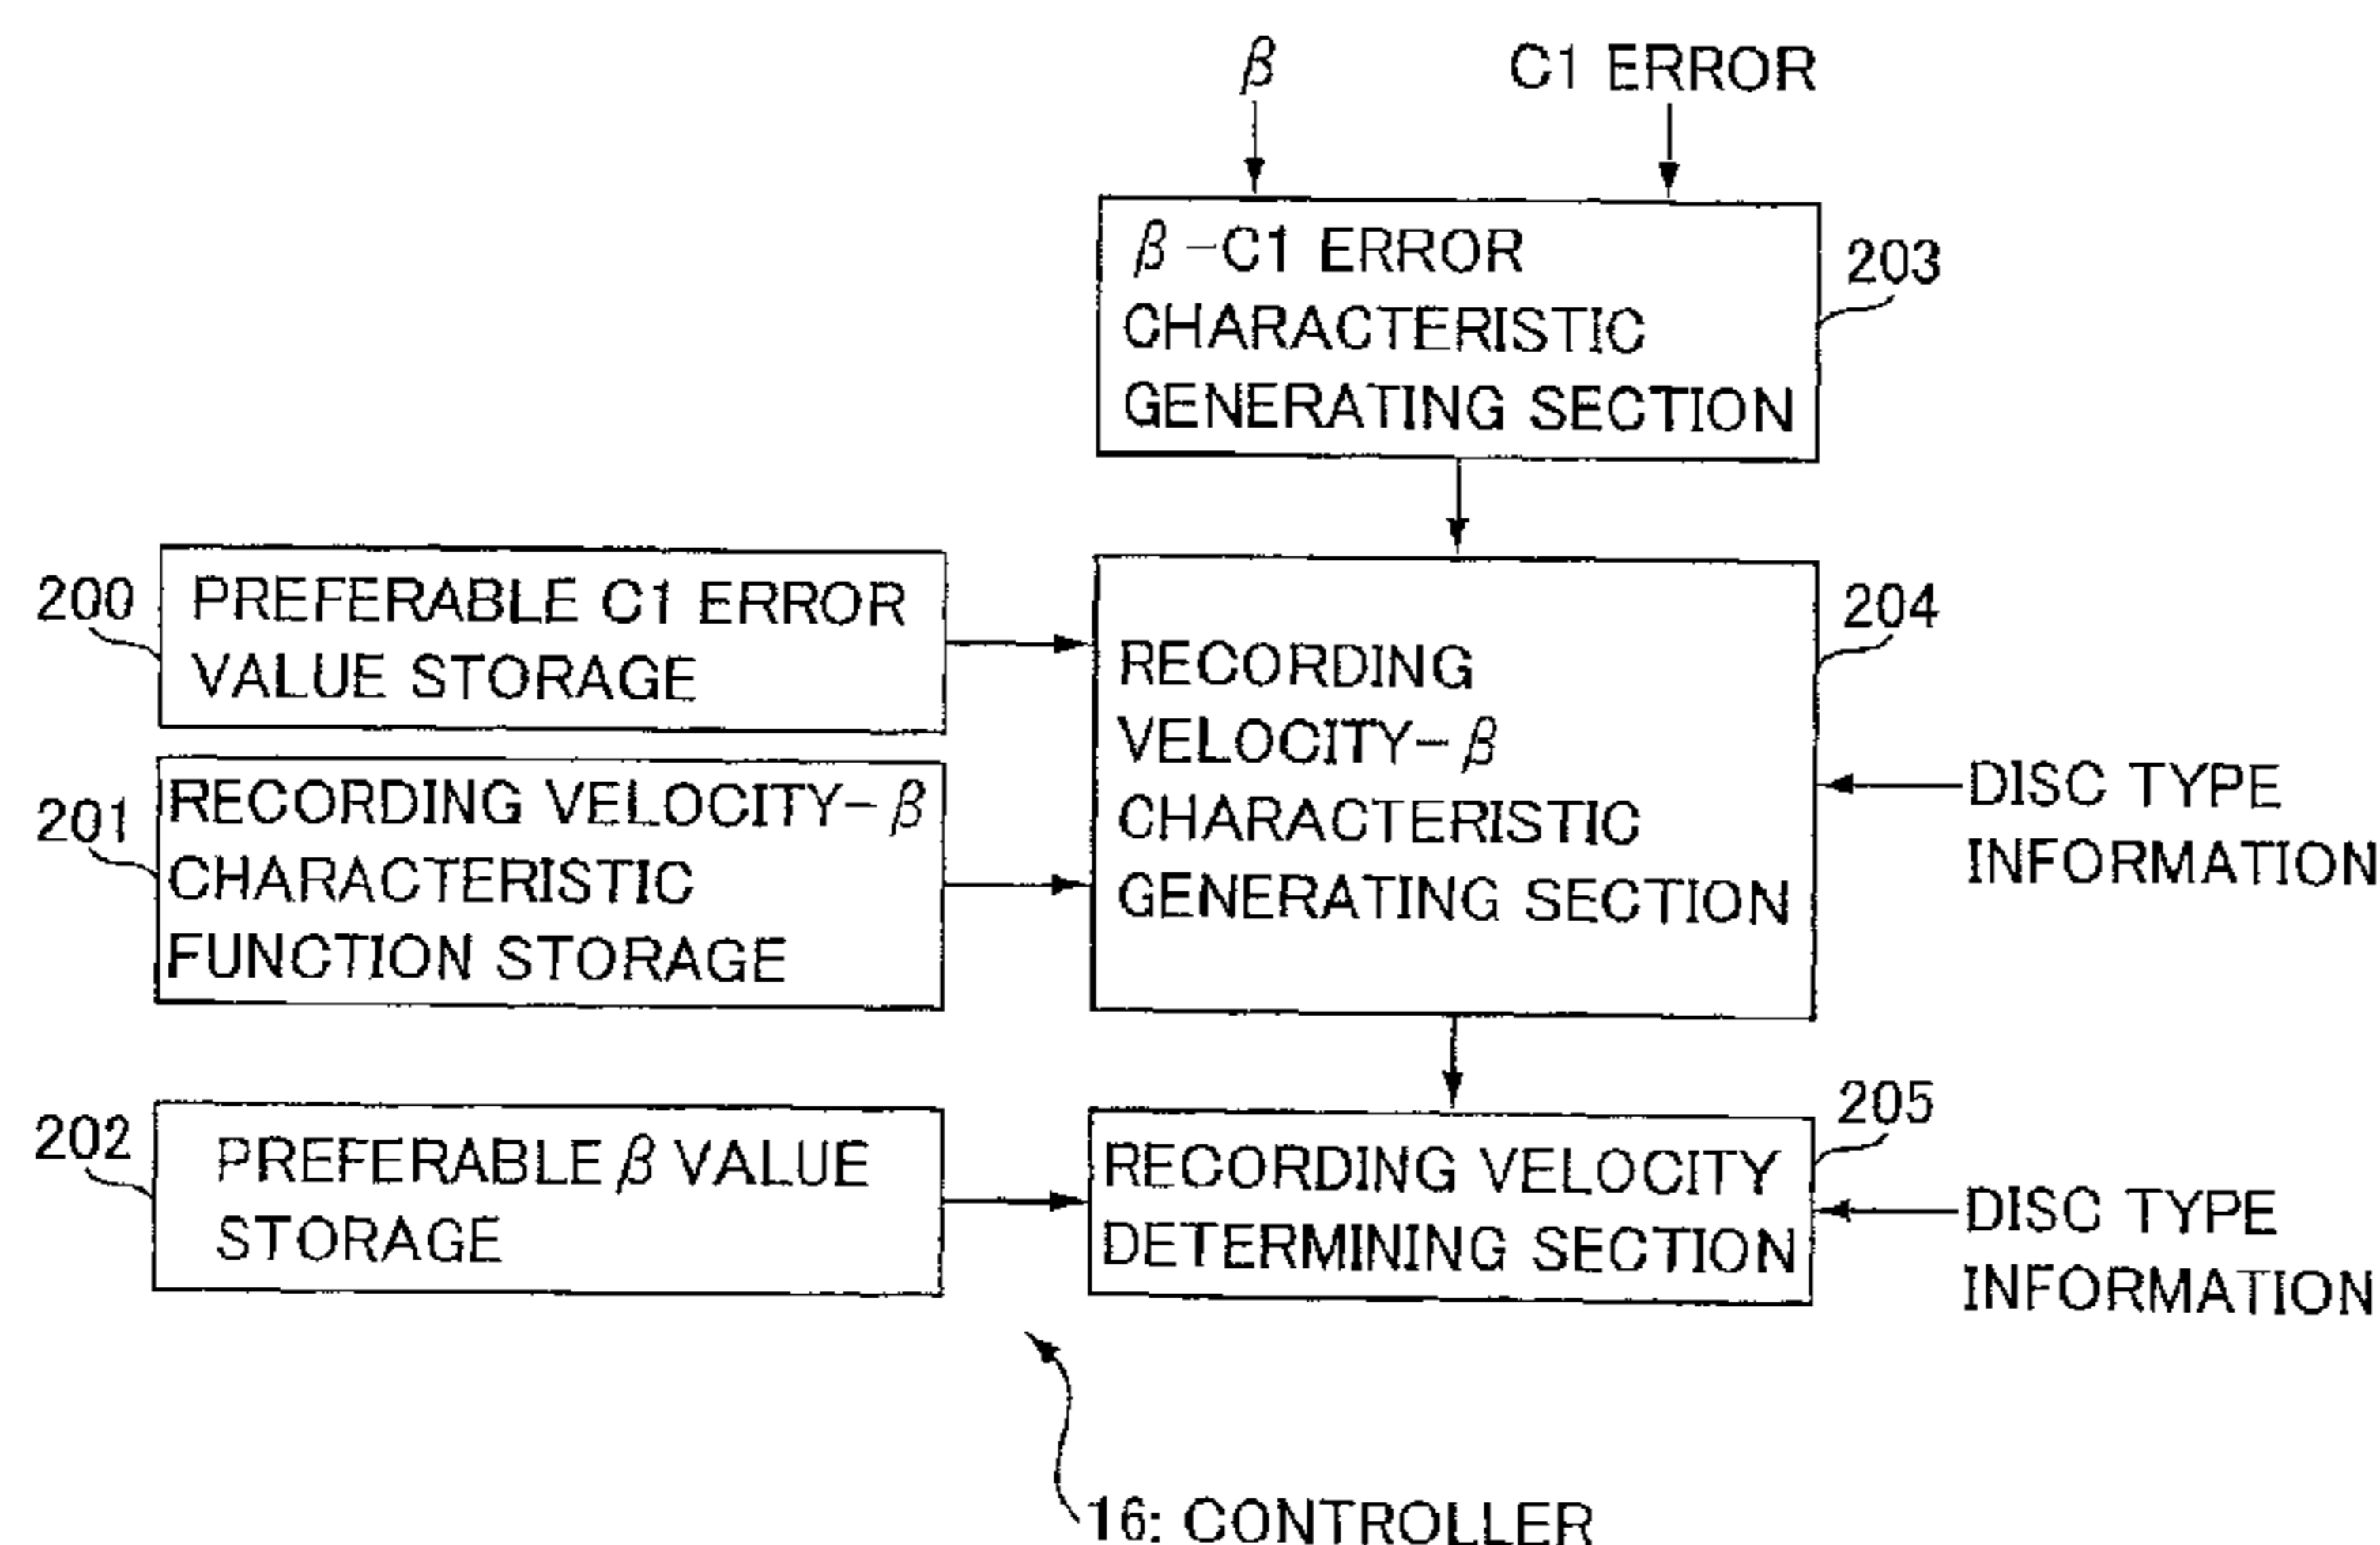 β
C1 ERROR
β-C1 ERROR
CHARACTERISTIC
GENERATING SECTION
203
200
PREFERABLE C1 ERROR
VALUE STORAGE
201
RECORDING VELOCITY-β
CHARACTERISTIC
FUNCTION STORAGE
RECORDING
VELOCITY-β
CHARACTERISTIC
GENERATING SECTION
204
DISC TYPE
INFORMATION
202
PREFERABLE β VALUE
STORAGE
RECORDING VELOCITY
DETERMINING SECTION
205
DISC TYPE
INFORMATION
16: CONTROLLER